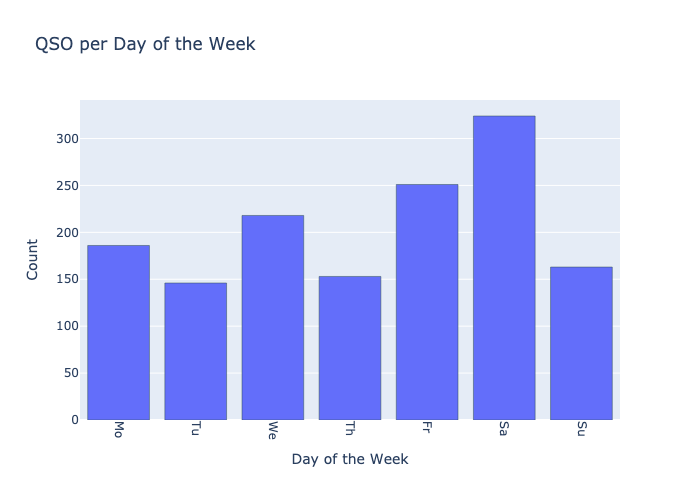 QSO per Day of the Week
300
250
200
150
100
50
0
Count
Mo
Tu
We
Th
Fr
Sa
Su
Day of the Week